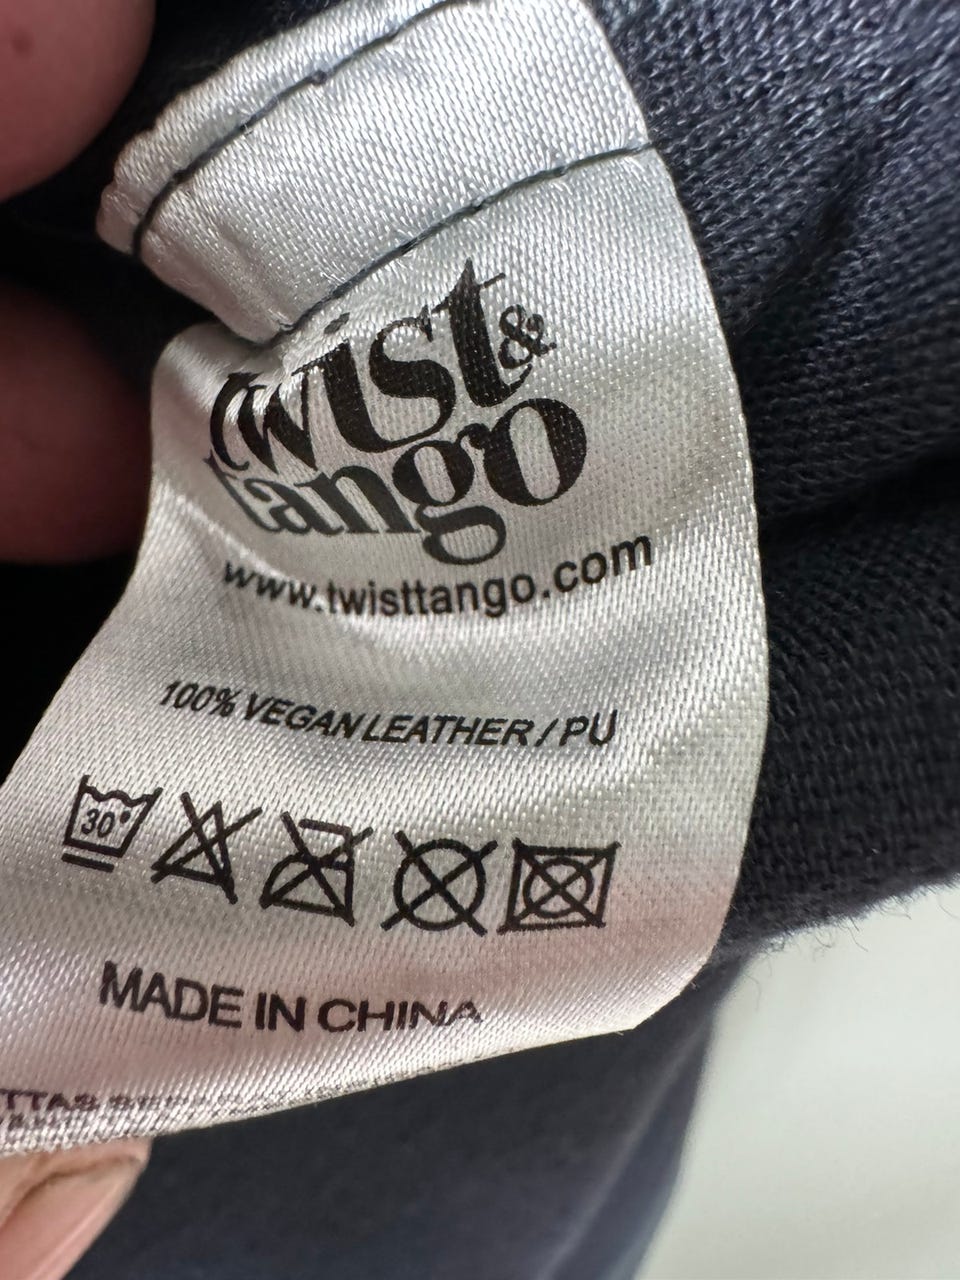 twist &
tango
www.twisttango.com
100% VEGAN LEATHER / PU
30°
MADE IN CHINA